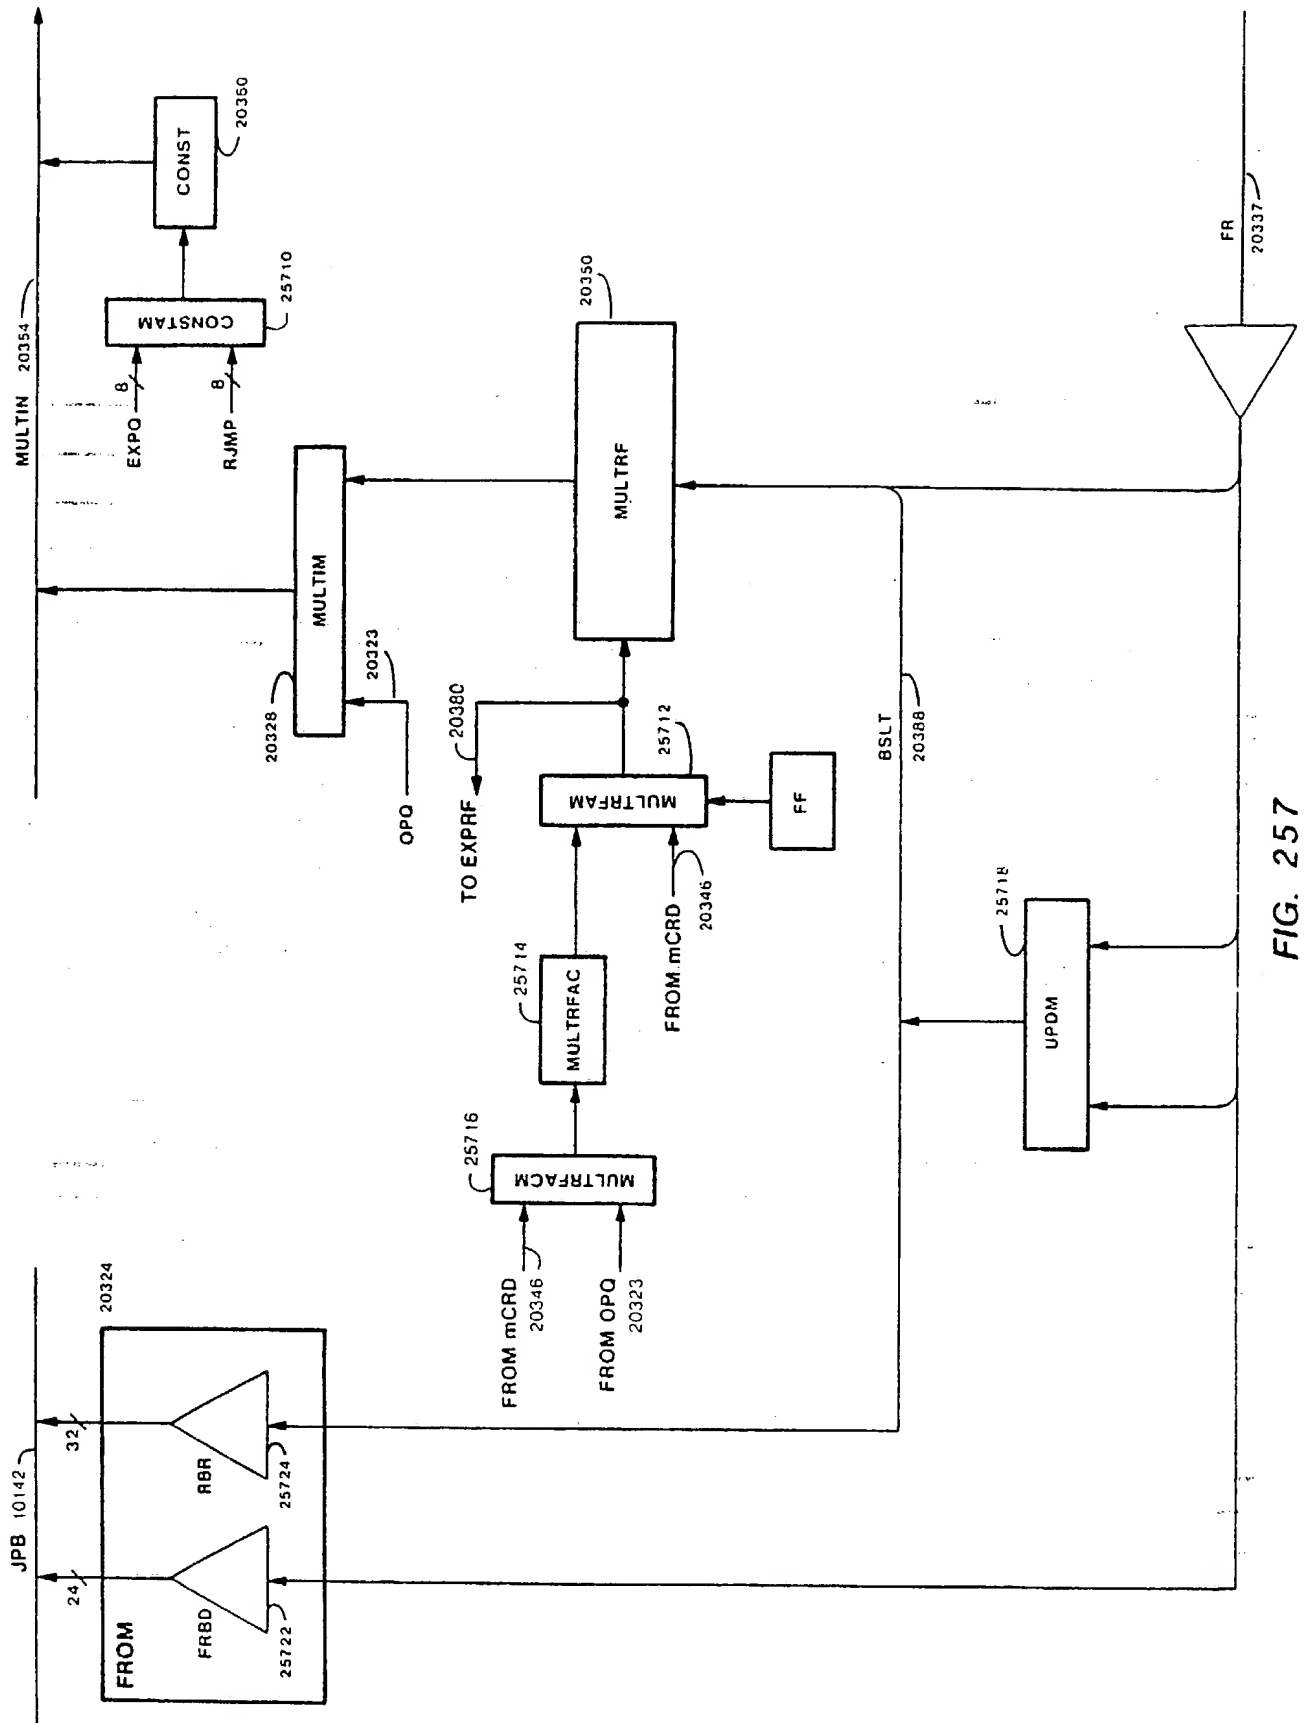 JPB 10142
24
32
FROM
20324
FRBD
25722
RBR
25724
MULTIN 20354
EXPQ
8
RJMP
8
CONSTAM
25710
CONST
20360
MULTIM
20328
20323
OPQ
FROM mCRD
20346
FROM OPQ
20323
MULTRFACM
25716
MULTRFAC
25714
TO EXPRF
20380
MULTRFAM
25712
FROM mCRD
20346
FF
MULTRF
20350
BSLT
20388
UPDM
25718
FR
20337
FIG. 257